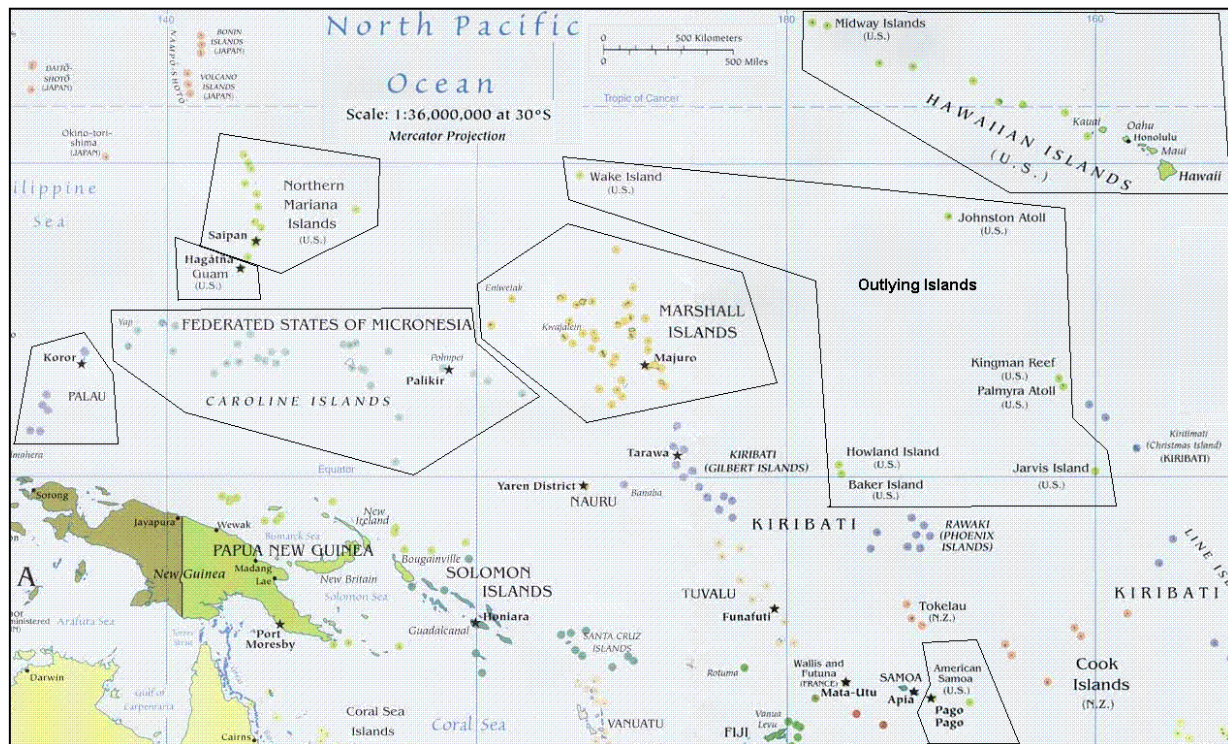 140
180
160
North Pacific
Ocean
Scale: 1:36,000,000 at 30°S
Mercator Projection
0 500 Kilometers
0 500 Miles
Tropic of Cancer
BONIN
ISLANDS
(JAPAN)
NAMPŌ-SHOTŌ
DAITŌ-
SHOTŌ
(JAPAN)
VOLCANO
ISLANDS
(JAPAN)
Okino-tori-
shima
(JAPAN)
Midway Islands
(U.S.)
HAWAIIAN ISLANDS
(U.S.)
Kauai
Oahu
Honolulu
Maui
Hawaii
ilippine
Sea
Northern
Mariana
Islands
(U.S.)
Saipan
Hagåtña
Guam
(U.S.)
Wake Island
(U.S.)
Johnston Atoll
(U.S.)
Outlying Islands
Eniwetak
Kwajalein
MARSHALL
ISLANDS
Majuro
Yap
FEDERATED STATES OF MICRONESIA
Pohnpei
Palikir
CAROLINE ISLANDS
Koror
PALAU
Kingman Reef
(U.S.)
Palmyra Atoll
(U.S.)
Kiritimati
(Christmas Island)
(KIRIBATI)
Howland Island
(U.S.)
Baker Island
(U.S.)
Jarvis Island
(U.S.)
Tarawa
KIRIBATI
(GILBERT ISLANDS)
Equator
Yaren District
NAURU
Banaba
KIRIBATI
RAWAKI
(PHOENIX
ISLANDS)
LINE
KIRIBATI
Sorong
Jayapura
Wewak
Bismarck Sea
New
Ireland
PAPUA NEW GUINEA
Madang
New Guinea
Lae
New Britain
Bougainville
Solomon Sea
SOLOMON
ISLANDS
Honiara
Guadalcanal
Port
Moresby
A
Arafura Sea
Torres
Strait
Darwin
Gulf of
Carpentaria
Cairns
Coral Sea
Islands
Coral Sea
SANTA CRUZ
ISLANDS
VANUATU
TUVALU
Funafuti
Rotuma
Vanua
Levu
FIJI
Wallis and
Futuna
(FRANCE)
Mata-Utu
SAMOA
Apia
Tokelau
(N.Z.)
American
Samoa
(U.S.)
Pago
Pago
Cook
Islands
(N.Z.)